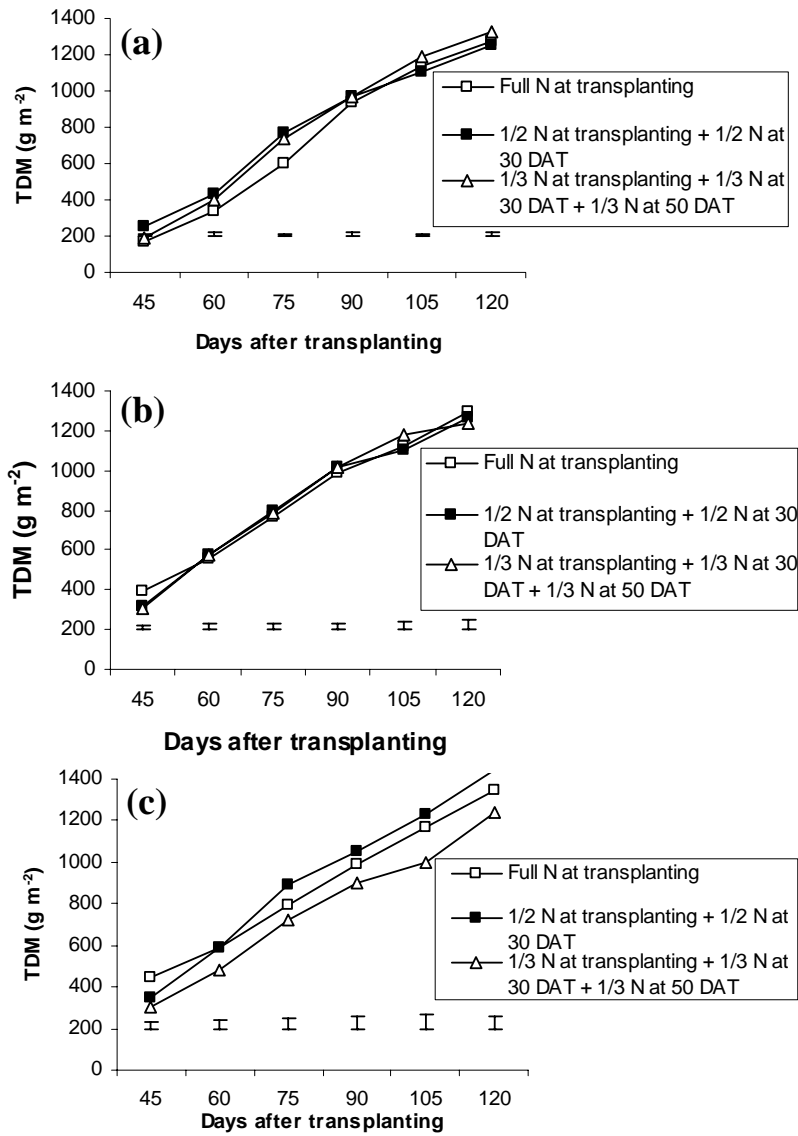 (a)
1400
1200
1000
800
600
400
200
0
TDM (g m⁻²)
45 60 75 90 105 120
Days after transplanting
Full N at transplanting
1/2 N at transplanting + 1/2 N at
30 DAT
1/3 N at transplanting + 1/3 N at
30 DAT + 1/3 N at 50 DAT
(b)
1400
1200
1000
800
600
400
200
0
TDM (g m⁻²)
45 60 75 90 105 120
Days after transplanting
Full N at transplanting
1/2 N at transplanting + 1/2 N at 30
DAT
1/3 N at transplanting + 1/3 N at 30
DAT + 1/3 N at 50 DAT
(c)
1400
1200
1000
800
600
400
200
0
TDM (g m⁻²)
45 60 75 90 105 120
Days after transplanting
Full N at transplanting
1/2 N at transplanting + 1/2 N at
30 DAT
1/3 N at transplanting + 1/3 N at
30 DAT + 1/3 N at 50 DAT